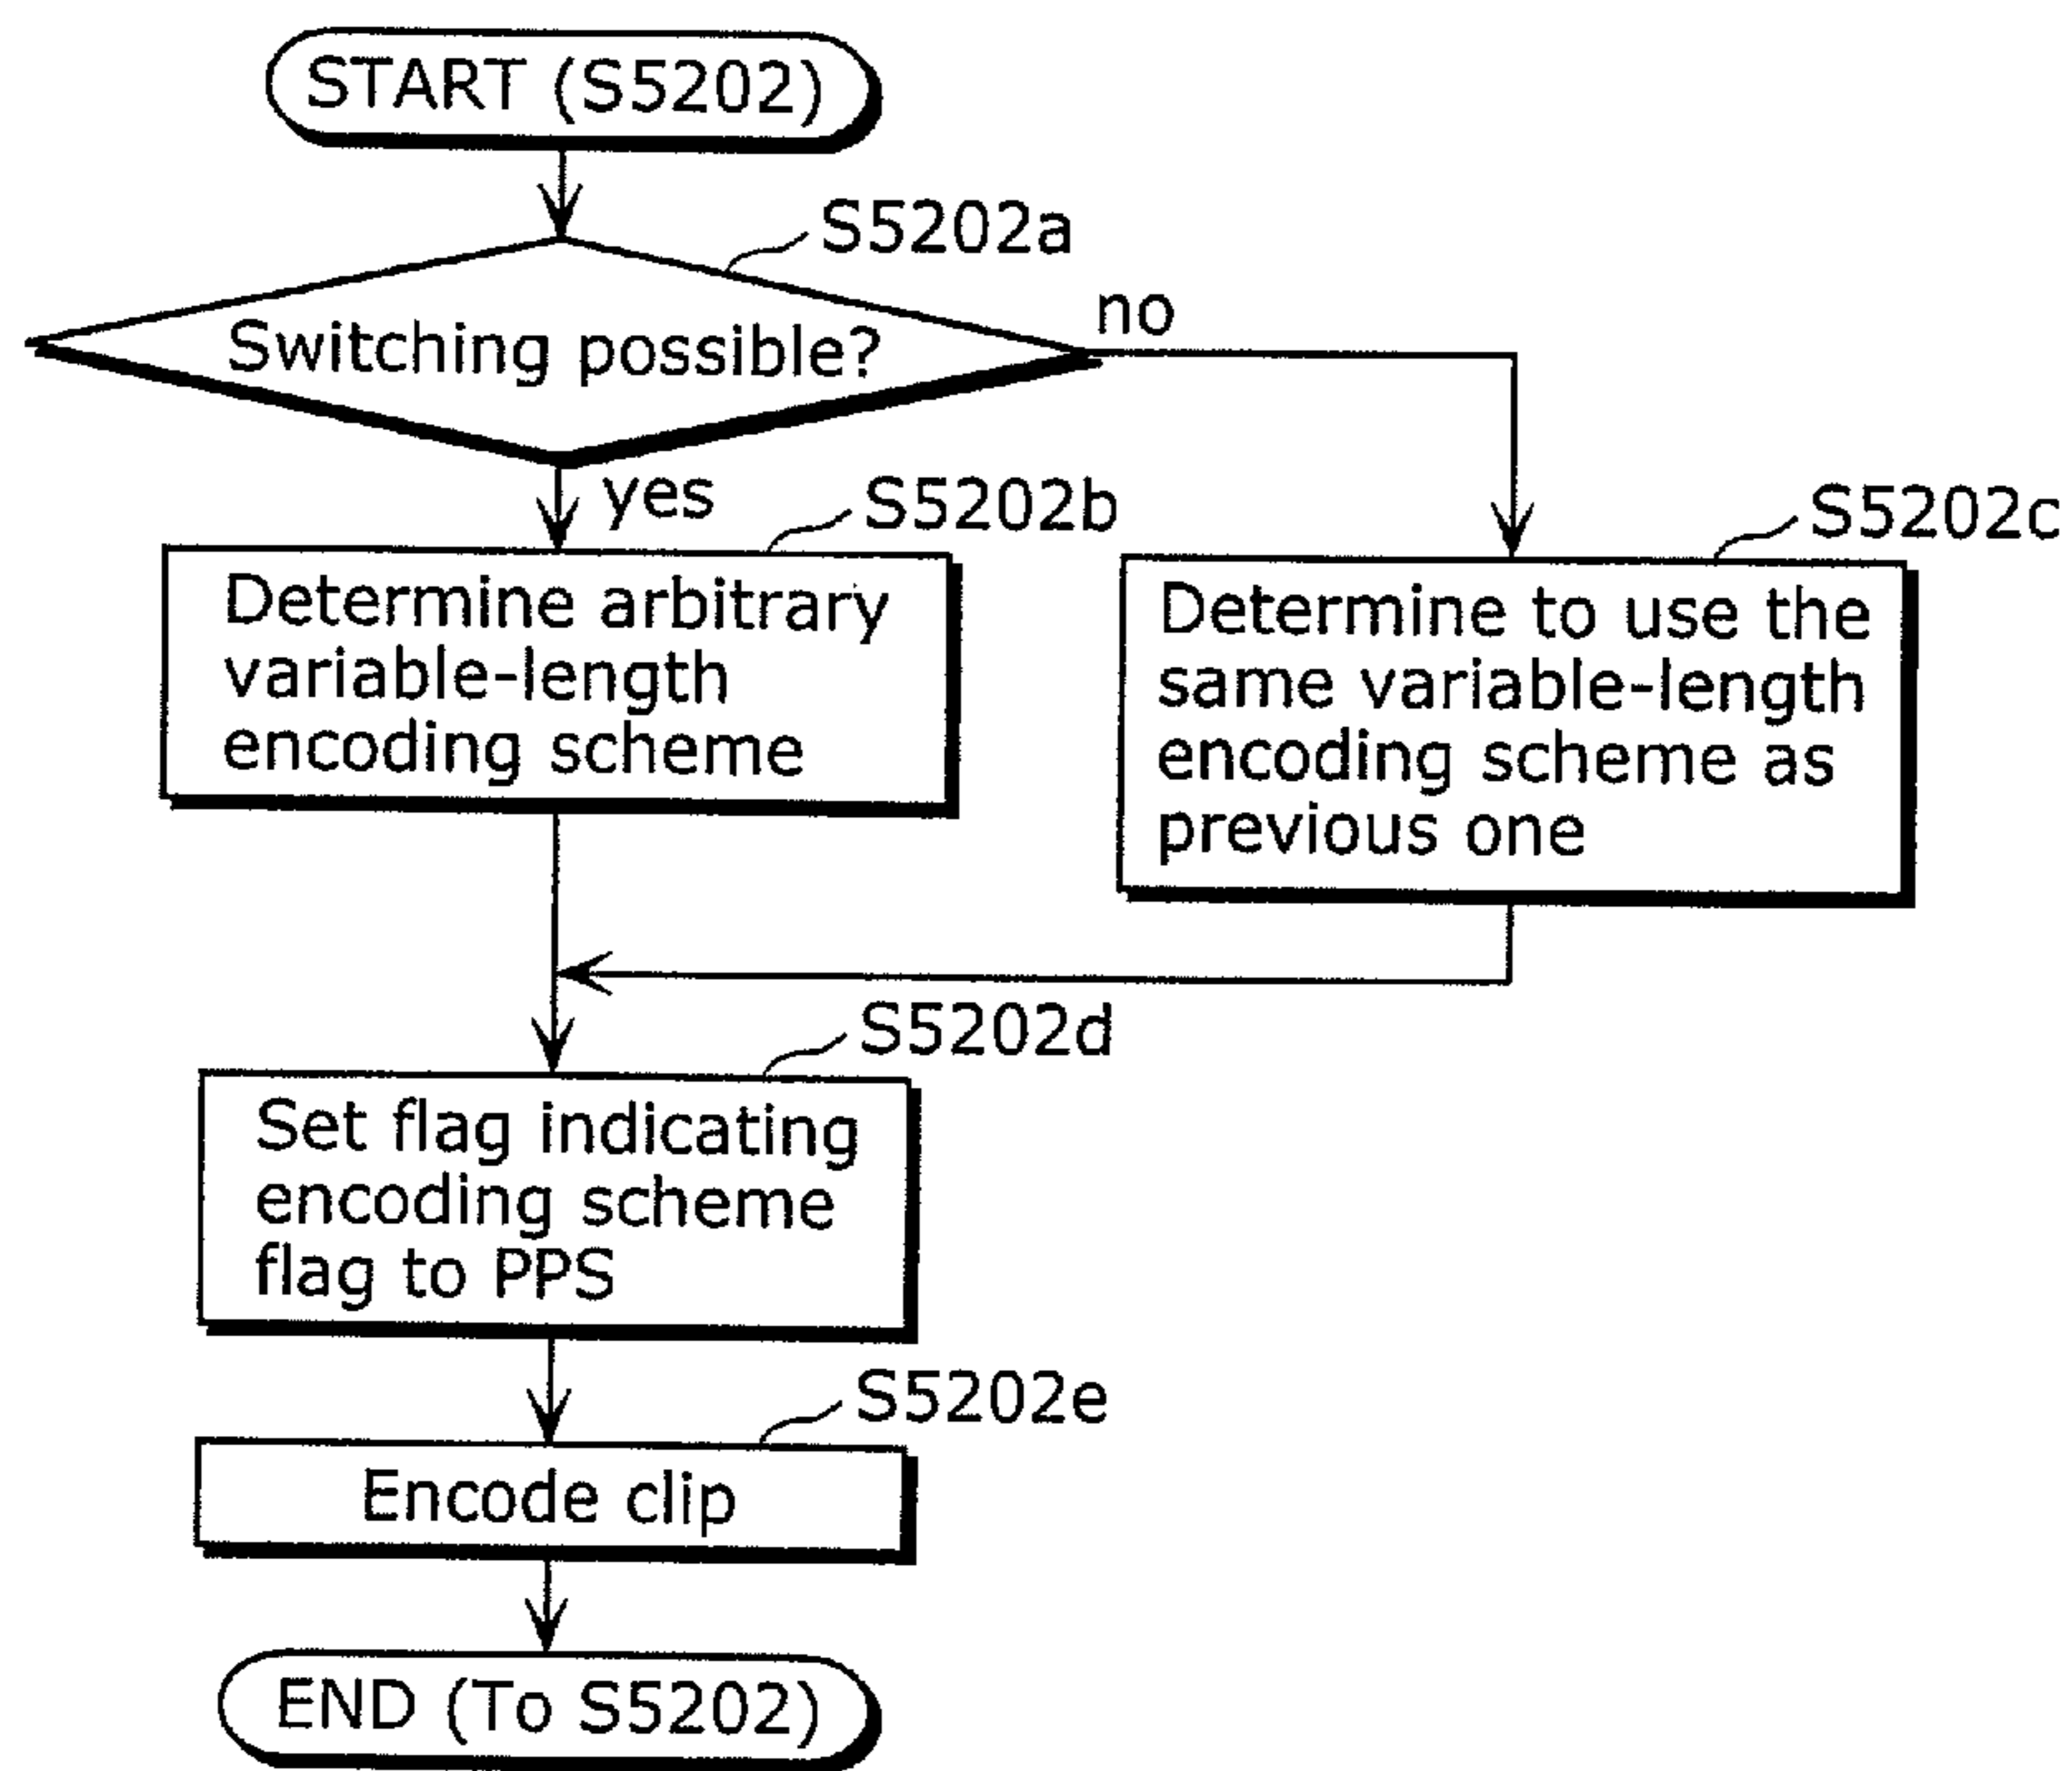 START (S5202)
S5202a
Switching possible?
no
yes
S5202b
Determine arbitrary
variable-length
encoding scheme
S5202c
Determine to use the
same variable-length
encoding scheme as
previous one
S5202d
Set flag indicating
encoding scheme
flag to PPS
S5202e
Encode clip
END (To S5202)